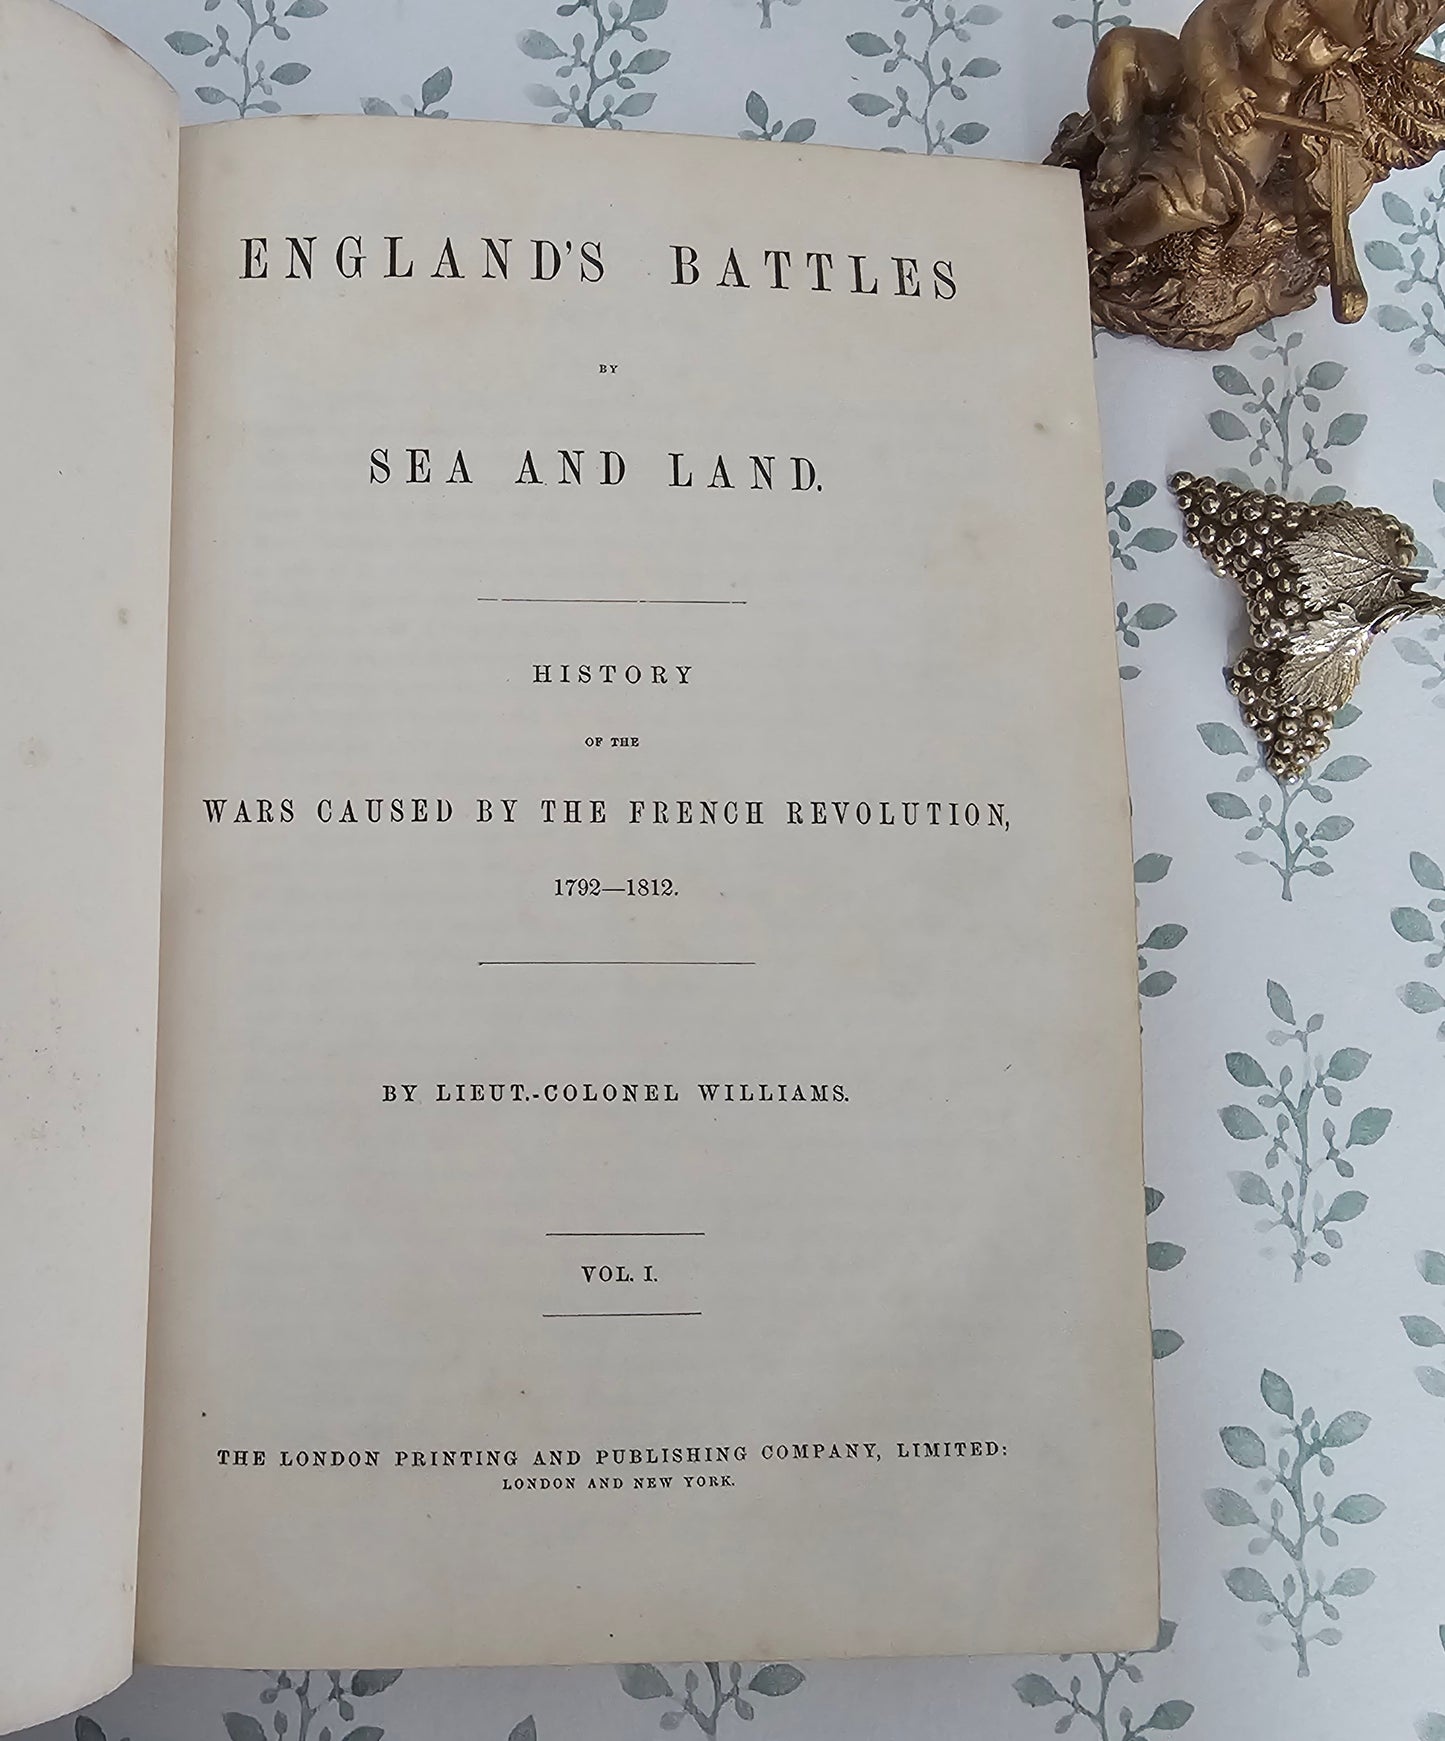 ENGLAND'S BATTLES
BY
SEA AND LAND.
HISTORY
OF THE
WARS CAUSED BY THE FRENCH REVOLUTION,
1792—1812.
BY LIEUT.-COLONEL WILLIAMS.
VOL. I.
THE LONDON PRINTING AND PUBLISHING COMPANY, LIMITED:
LONDON AND NEW YORK.